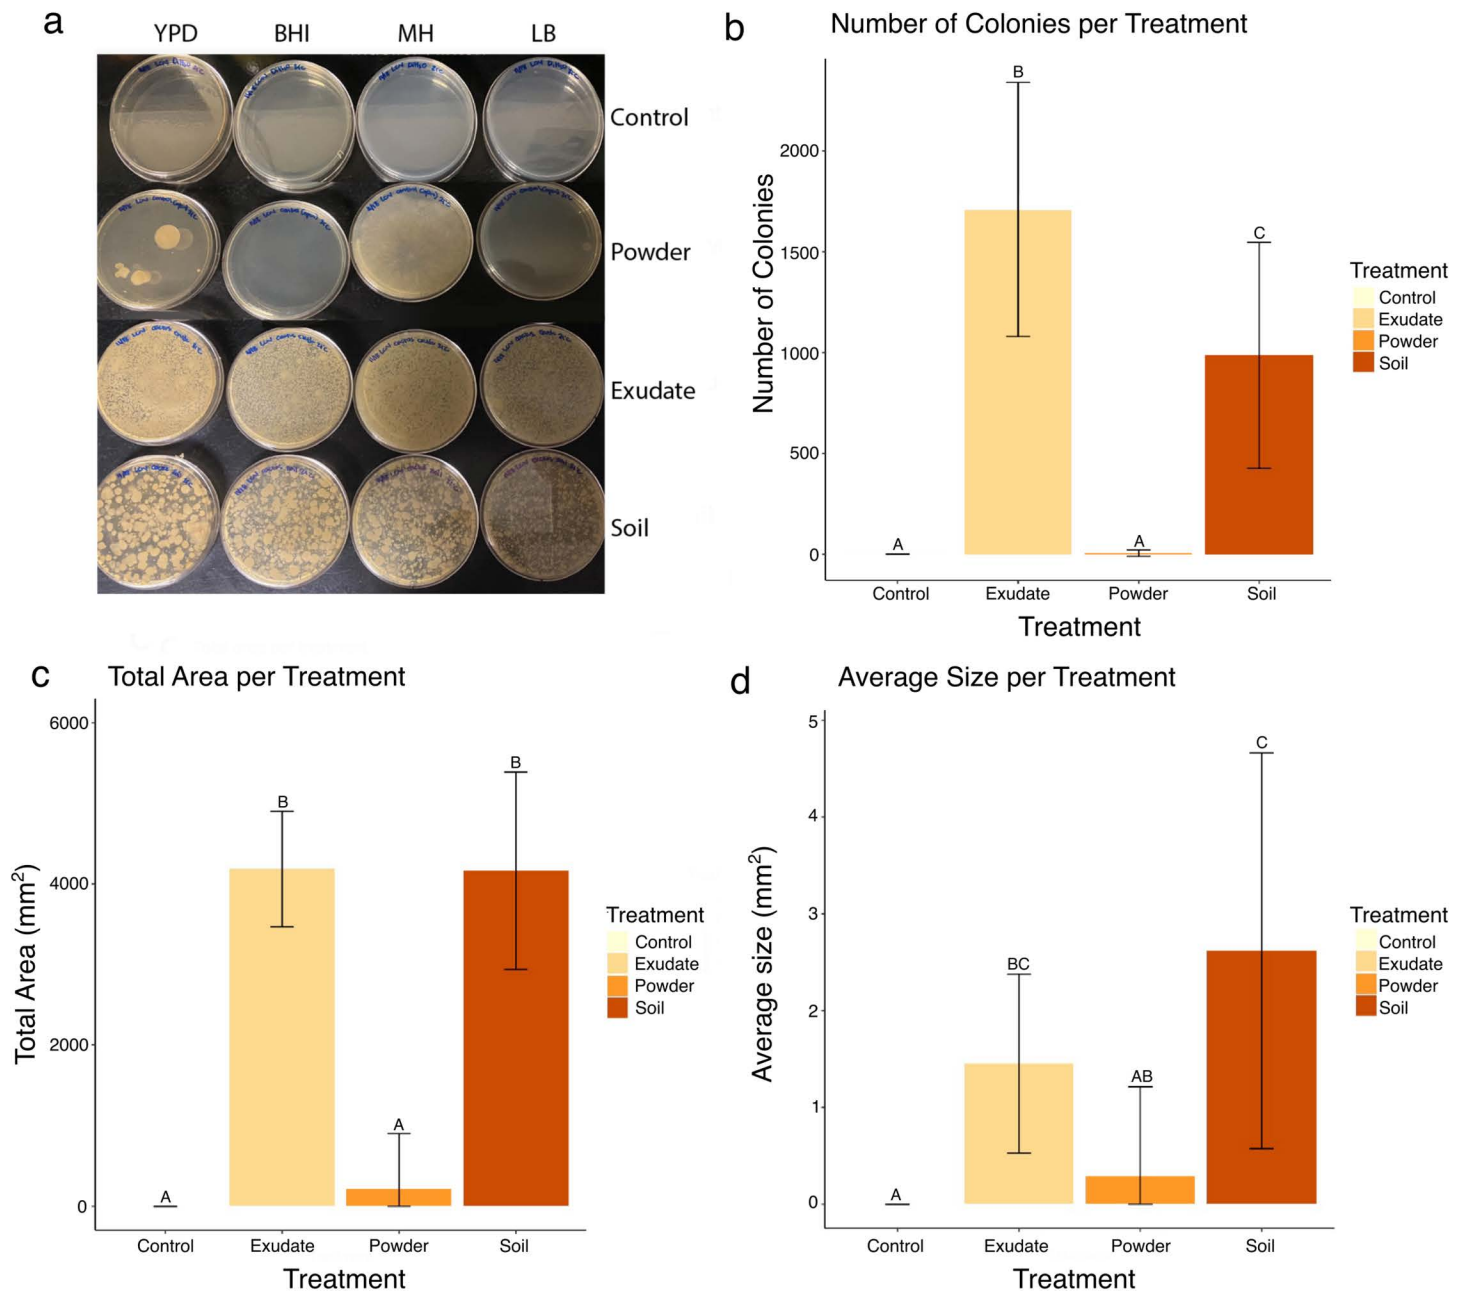 a
YPD BHI MH LB
Control
Powder
Exudate
Soil
b
Number of Colonies per Treatment
Number of Colonies
2000
1500
1000
500
0
A
B
A
C
Control Exudate Powder Soil
Treatment
Treatment
Control
Exudate
Powder
Soil
c
Total Area per Treatment
Total Area (mm²)
6000
4000
2000
0
A
B
A
B
Control Exudate Powder Soil
Treatment
Treatment
Control
Exudate
Powder
Soil
d
Average Size per Treatment
Average size (mm²)
5
4
3
2
1
0
A
BC
AB
C
Control Exudate Powder Soil
Treatment
Treatment
Control
Exudate
Powder
Soil